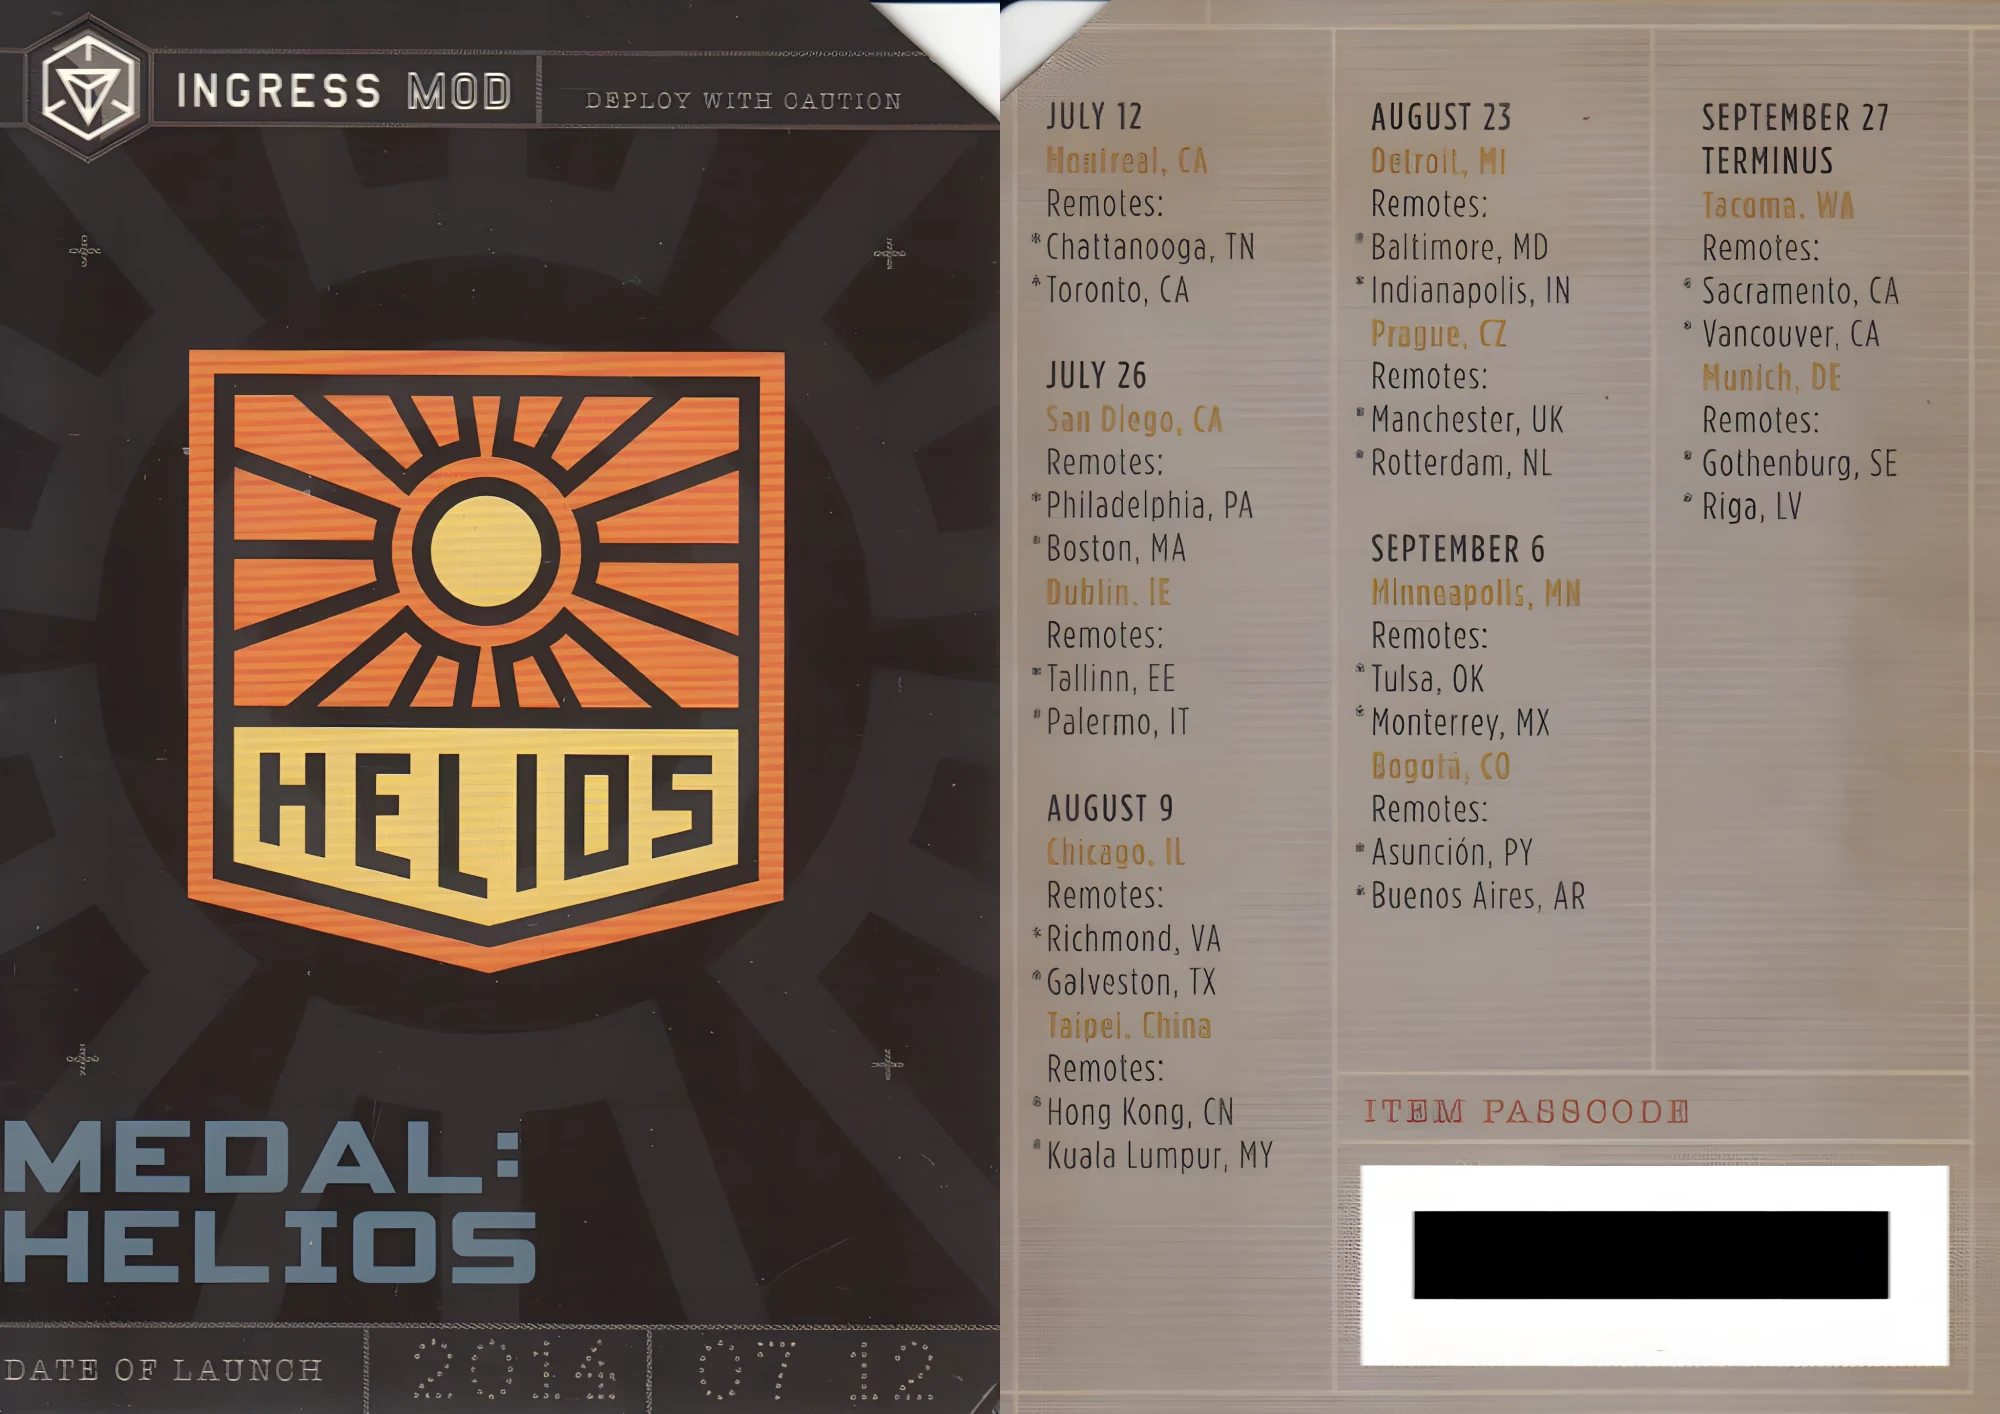 INGRESS MOD
DEPLOY WITH CAUTION
HELIOS
MEDAL:
HELIOS
DATE OF LAUNCH
2014 07 12
JULY 12
Montreal, CA
Remotes:
*Chattanooga, TN
*Toronto, CA
JULY 26
San Diego, CA
Remotes:
*Philadelphia, PA
*Boston, MA
Dublin, IE
Remotes:
*Tallinn, EE
*Palermo, IT
AUGUST 9
Chicago, IL
Remotes:
*Richmond, VA
*Galveston, TX
Taipei, China
Remotes:
*Hong Kong, CN
*Kuala Lumpur, MY
AUGUST 23
Detroit, MI
Remotes:
*Baltimore, MD
*Indianapolis, IN
Prague, CZ
Remotes:
*Manchester, UK
*Rotterdam, NL
SEPTEMBER 6
Minneapolis, MN
Remotes:
*Tulsa, OK
*Monterrey, MX
Bogotá, CO
Remotes:
*Asunción, PY
*Buenos Aires, AR
SEPTEMBER 27
TERMINUS
Tacoma, WA
Remotes:
*Sacramento, CA
*Vancouver, CA
Munich, DE
Remotes:
*Gothenburg, SE
*Riga, LV
ITEM PASSCODE